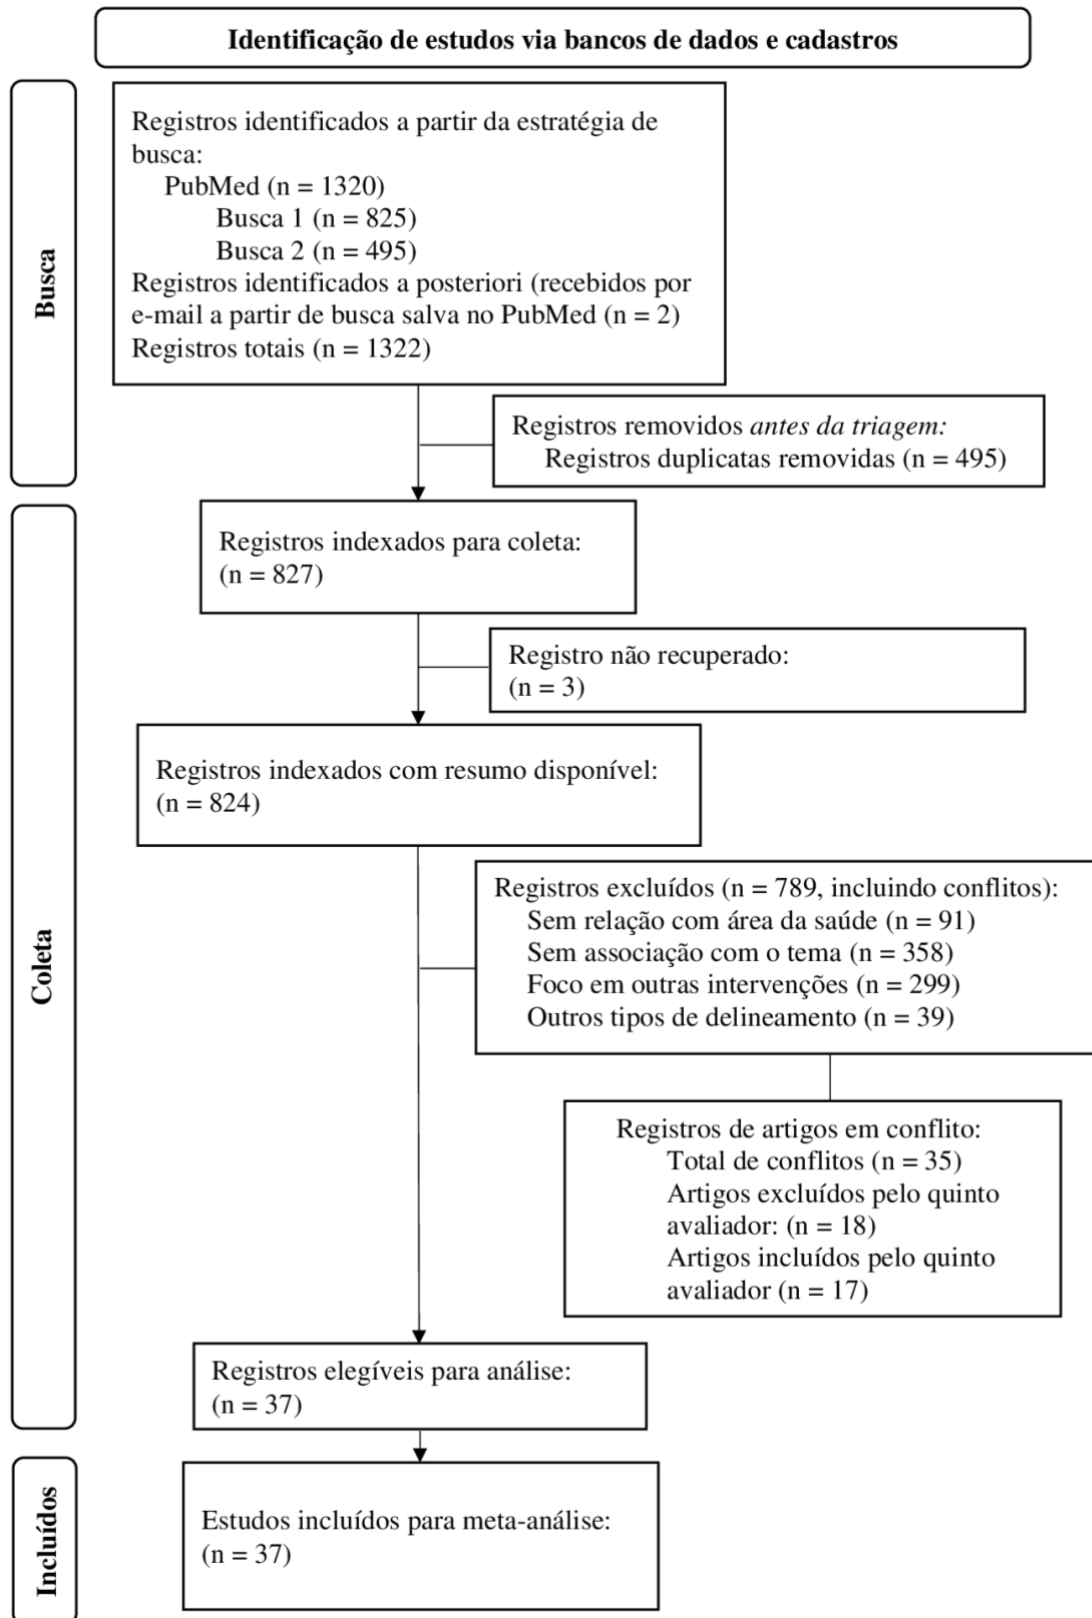 Identificação de estudos via bancos de dados e cadastros
Busca
Registros identificados a partir da estratégia de
busca:
PubMed (n = 1320)
Busca 1 (n = 825)
Busca 2 (n = 495)
Registros identificados a posteriori (recebidos por
e-mail a partir de busca salva no PubMed (n = 2)
Registros totais (n = 1322)
Registros removidos antes da triagem:
Registros duplicatas removidas (n = 495)
Coleta
Registros indexados para coleta:
(n = 827)
Registro não recuperado:
(n = 3)
Registros indexados com resumo disponível:
(n = 824)
Registros excluídos (n = 789, incluindo conflitos):
Sem relação com área da saúde (n = 91)
Sem associação com o tema (n = 358)
Foco em outras intervenções (n = 299)
Outros tipos de delineamento (n = 39)
Registros de artigos em conflito:
Total de conflitos (n = 35)
Artigos excluídos pelo quinto
avaliador: (n = 18)
Artigos incluídos pelo quinto
avaliador (n = 17)
Registros elegíveis para análise:
(n = 37)
Incluídos
Estudos incluídos para meta-análise:
(n = 37)